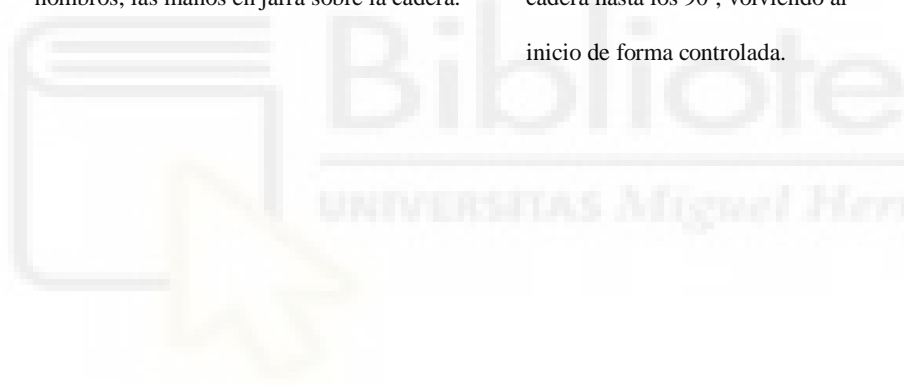 hombros, las manos en jarra sobre la cadera.
cadera hasta los 90°, volviendo al
inicio de forma controlada.
Bibliote
UNIVERSITAS Miguel Her